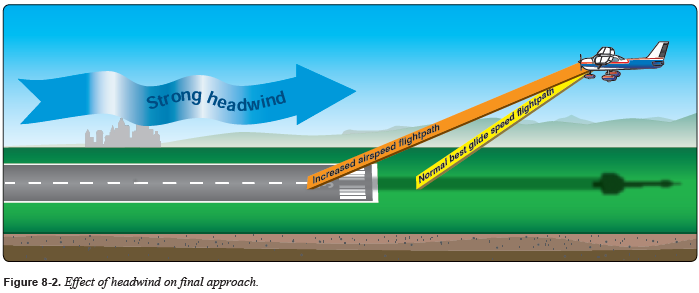 Strong headwind
Increased airspeed flightpath
Normal best glide speed flightpath
Figure 8-2. Effect of headwind on final approach.